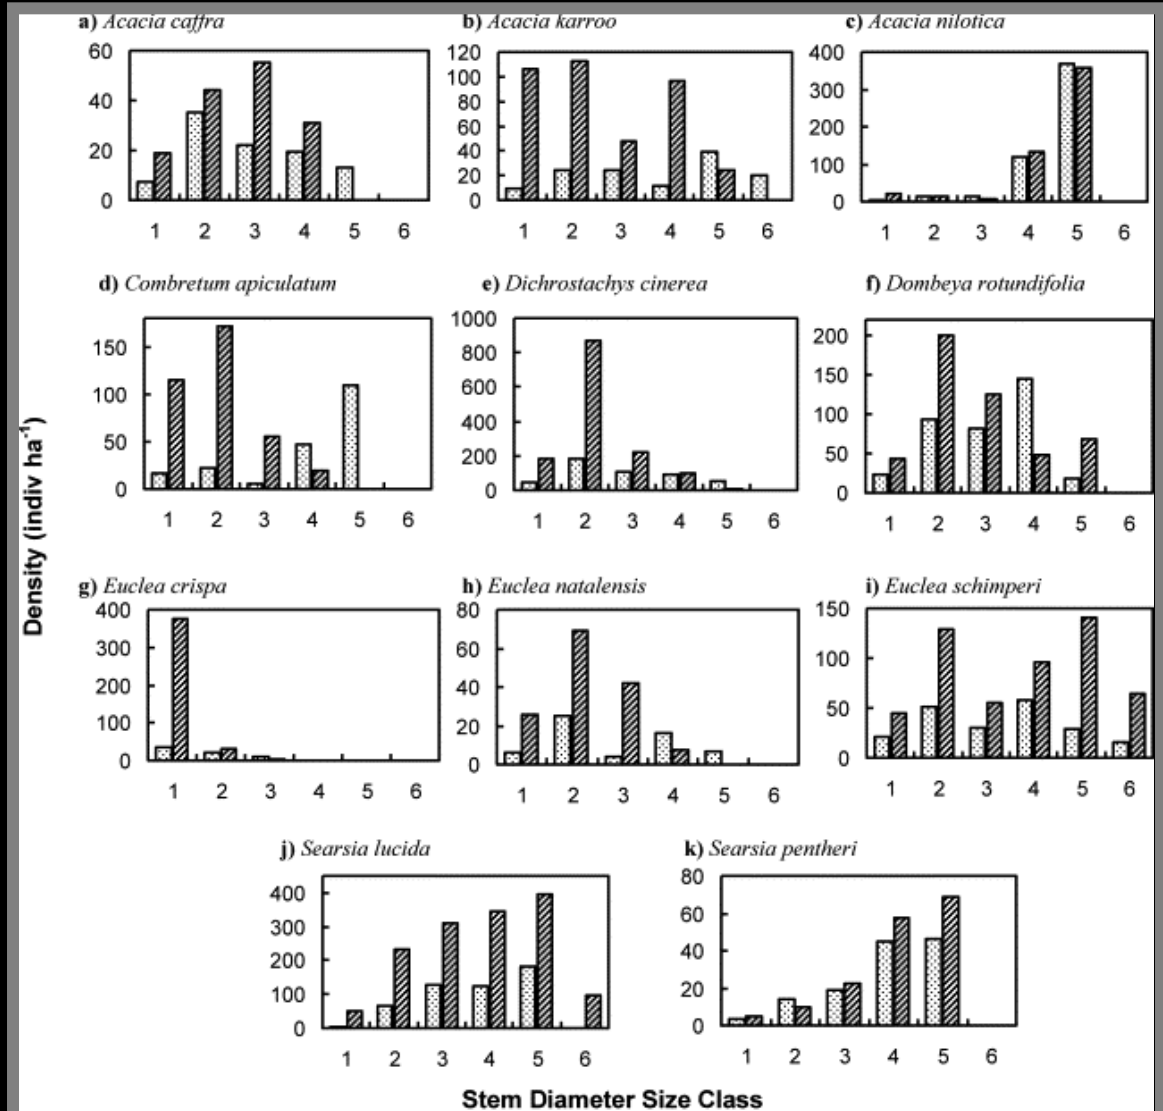 a) Acacia caffra
b) Acacia karroo
c) Acacia nilotica
60
40
20
0
1 2 3 4 5 6
120
100
80
60
40
20
0
1 2 3 4 5 6
400
300
200
100
0
1 2 3 4 5 6
d) Combretum apiculatum
e) Dichrostachys cinerea
f) Dombeya rotundifolia
150
100
50
0
1 2 3 4 5 6
1000
800
600
400
200
0
1 2 3 4 5 6
200
150
100
50
0
1 2 3 4 5 6
Density (indiv ha⁻¹)
g) Euclea crispa
h) Euclea natalensis
i) Euclea schimperi
400
300
200
100
0
1 2 3 4 5 6
80
60
40
20
0
1 2 3 4 5 6
150
100
50
0
1 2 3 4 5 6
j) Searsia lucida
k) Searsia pentheri
400
300
200
100
0
1 2 3 4 5 6
80
60
40
20
0
1 2 3 4 5 6
Stem Diameter Size Class